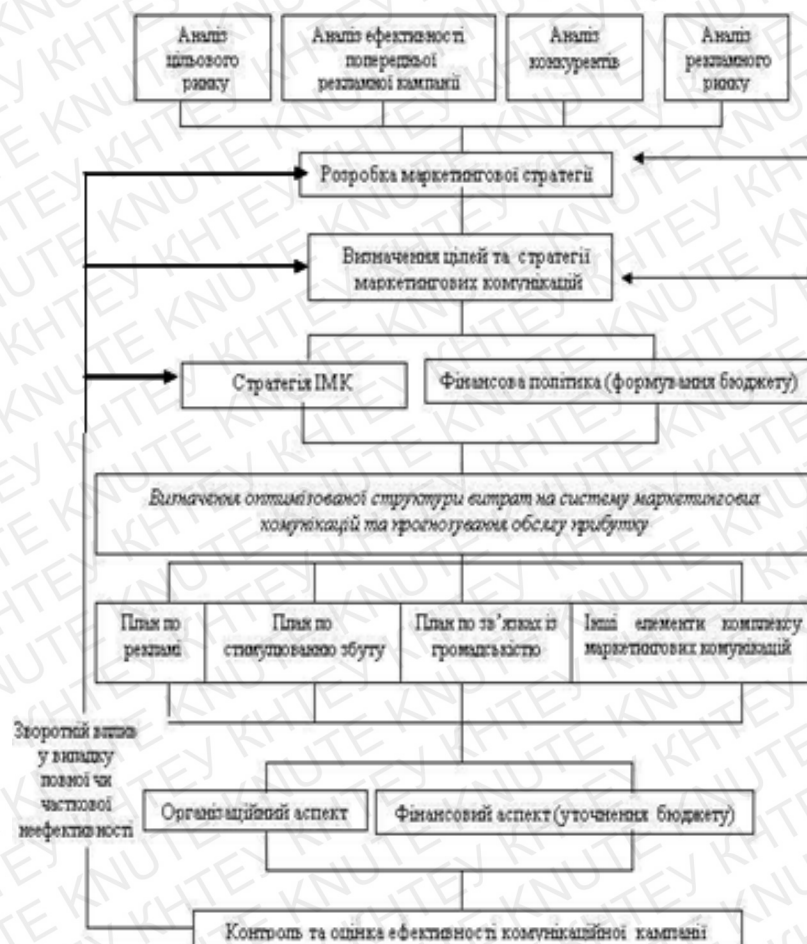 Аналіз
цільового
ринку
Аналіз ефективності
попередньої
рекламної кампанії
Аналіз
конкурентів
Аналіз
рекламного
ринку
Розробка маркетингової стратегії
Визначення цілей та стратегії
маркетингових комунікацій
Стратегія ІМК
Фінансова політика (формування бюджету)
Визначення оптимізованої структури витрат на систему маркетингових
комунікацій та прогнозування обсягу прибутку
План по
рекламі
План по
стимулюванню збуту
План по зв’язках із
громадськістю
Інші елементи комплексу
маркетингових комунікацій
Зворотній вплив
у випадку
повної чи
часткової
неефективності
Організаційний аспект
Фінансовий аспект (уточнення бюджету)
Контроль та оцінка ефективності комунікаційної кампанії
KNUTE КНТЕУ